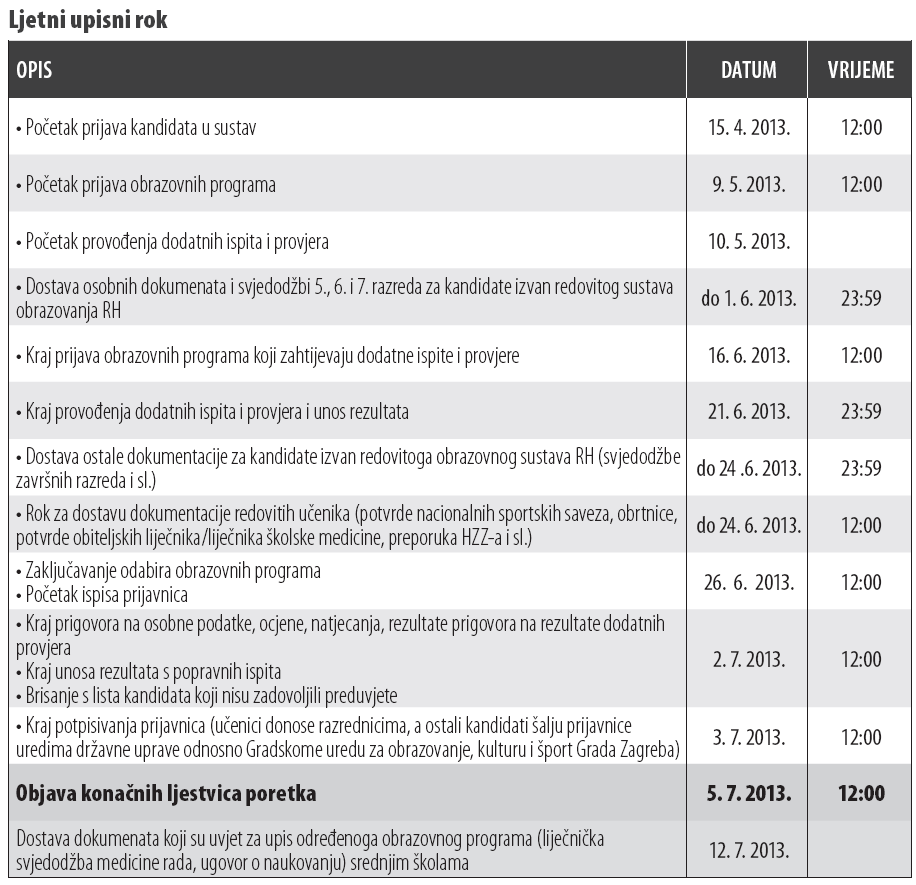 Ljetni upisni rok
OPIS DATUM VRIJEME
• Početak prijava kandidata u sustav 15. 4. 2013. 12:00
• Početak prijava obrazovnih programa 9. 5. 2013. 12:00
• Početak provođenja dodatnih ispita i provjera 10. 5. 2013.
• Dostava osobnih dokumenata i svjedodžbi 5., 6. i 7. razreda za kandidate izvan redovitog sustava
obrazovanja RH do 1. 6. 2013. 23:59
• Kraj prijava obrazovnih programa koji zahtijevaju dodatne ispite i provjere 16. 6. 2013. 12:00
• Kraj provođenja dodatnih ispita i provjera i unos rezultata 21. 6. 2013. 23:59
• Dostava ostale dokumentacije za kandidate izvan redovitoga obrazovnog sustava RH (svjedodžbe
završnih razreda i sl.) do 24 .6. 2013. 23:59
• Rok za dostavu dokumentacije redovitih učenika (potvrde nacionalnih sportskih saveza, obrtnice,
potvrde obiteljskih liječnika/liječnika školske medicine, preporuka HZZ-a i sl.) do 24. 6. 2013. 12:00
• Zaključavanje odabira obrazovnih programa
• Početak ispisa prijavnica 26. 6. 2013. 12:00
• Kraj prigovora na osobne podatke, ocjene, natjecanja, rezultate prigovora na rezultate dodatnih
provjera
• Kraj unosa rezultata s popravnih ispita 2. 7. 2013. 12:00
• Brisanje s lista kandidata koji nisu zadovoljili preduvjete
• Kraj potpisivanja prijavnica (učenici donose razrednicima, a ostali kandidati šalju prijavnice
uredima državne uprave odnosno Gradskome uredu za obrazovanje, kulturu i šport Grada Zagreba) 3. 7. 2013. 12:00
Objava konačnih ljestvica poretka 5. 7. 2013. 12:00
Dostava dokumenata koji su uvjet za upis određenoga obrazovnog programa (liječnička
svjedodžba medicine rada, ugovor o naukovanju) srednjim školama 12. 7. 2013.